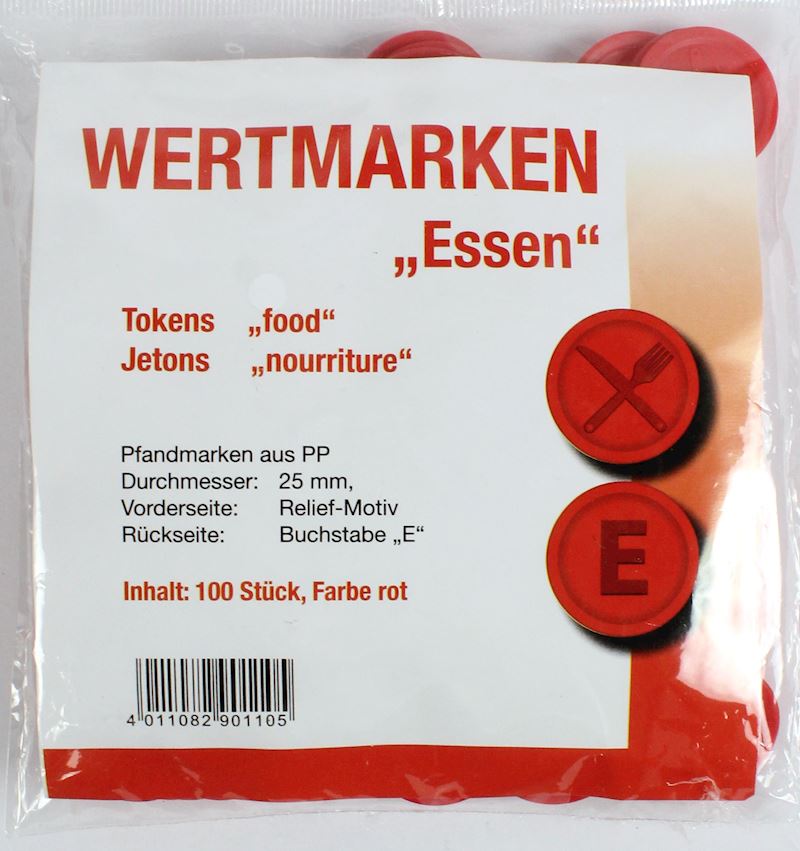 WERTMARKEN
„Essen“
Tokens „food“
Jetons „nourriture“
Pfandmarken aus PP
Durchmesser: 25 mm,
Vorderseite: Relief-Motiv
Rückseite: Buchstabe „E“
Inhalt: 100 Stück, Farbe rot
E
4 011082 901105